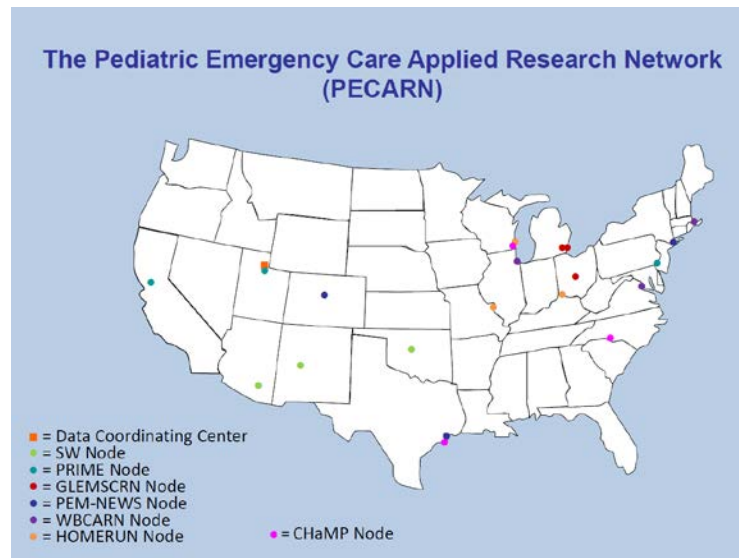 The Pediatric Emergency Care Applied Research Network
(PECARN)
= Data Coordinating Center
= SW Node
= PRIME Node
= GLEMSCRN Node
= PEM-NEWS Node
= WBCARN Node
= HOMERUN Node
= CHaMP Node